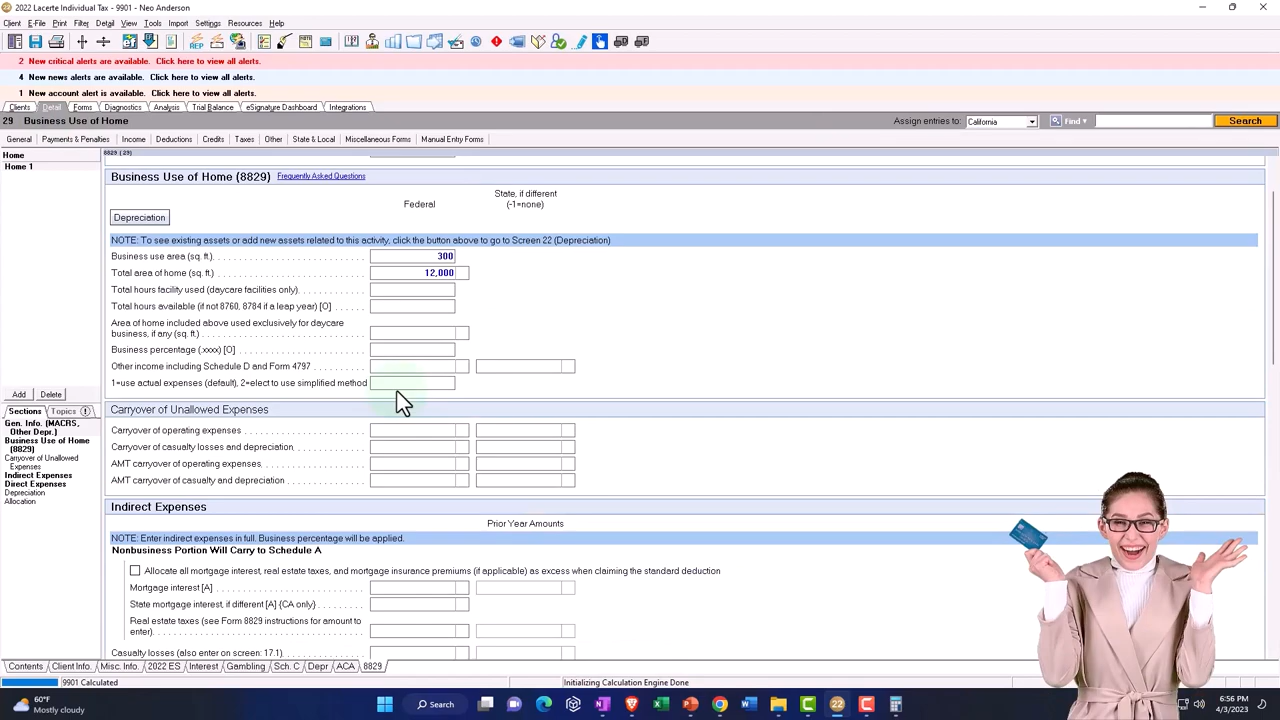 2022 Lacerte Individual Tax - 9901 - Neo Anderson
Client E-File Print Filter Detail View Tools Import Settings Resources Help
2 New critical alerts are available. Click here to view all alerts.
4 New news alerts are available. Click here to view all alerts.
1 New account alert is available. Click here to view all alerts.
Clients Detail Forms Diagnostics Analysis Trial Balance eSignature Dashboard Integrations
29 Business Use of Home Assign entries to: California Find Search
General Payments & Penalties Income Deductions Credits Taxes Other State & Local Miscellaneous Forms Manual Entry Forms
Home
Home 1
Add Delete
Sections Topics
Gen. Info. (MACRS,
Other Depr.)
Business Use of Home
(8829)
Carryover of Unallowed
Expenses
Indirect Expenses
Direct Expenses
Depreciation
Allocation
8829 (29)
Business Use of Home (8829) Frequently Asked Questions
State, if different
Federal (-1=none)
Depreciation
NOTE: To see existing assets or add new assets related to this activity, click the button above to go to Screen 22 (Depreciation)
Business use area (sq. ft.) 300
Total area of home (sq. ft.) 12,000
Total hours facility used (daycare facilities only)
Total hours available (if not 8760, 8784 if a leap year) [O]
Area of home included above used exclusively for daycare
business, if any (sq. ft.)
Business percentage (.xxxx) [O]
Other income including Schedule D and Form 4797
1=use actual expenses (default), 2=elect to use simplified method
Carryover of Unallowed Expenses
Carryover of operating expenses
Carryover of casualty losses and depreciation
AMT carryover of operating expenses
AMT carryover of casualty and depreciation
Indirect Expenses
Prior Year Amounts
NOTE: Enter indirect expenses in full. Business percentage will be applied.
Nonbusiness Portion Will Carry to Schedule A
Allocate all mortgage interest, real estate taxes, and mortgage insurance premiums (if applicable) as excess when claiming the standard deduction
Mortgage interest [A]
State mortgage interest, if different [A] (CA only)
Real estate taxes (see Form 8829 instructions for amount to
enter)
Casualty losses (also enter on screen: 17.1)
Contents Client Info. Misc. Info. 2022 ES Interest Gambling Sch. C Depr ACA 8829
9901 Calculated Initializing Calculation Engine Done
60°F
Mostly cloudy
Search
6:56 PM
4/3/2023